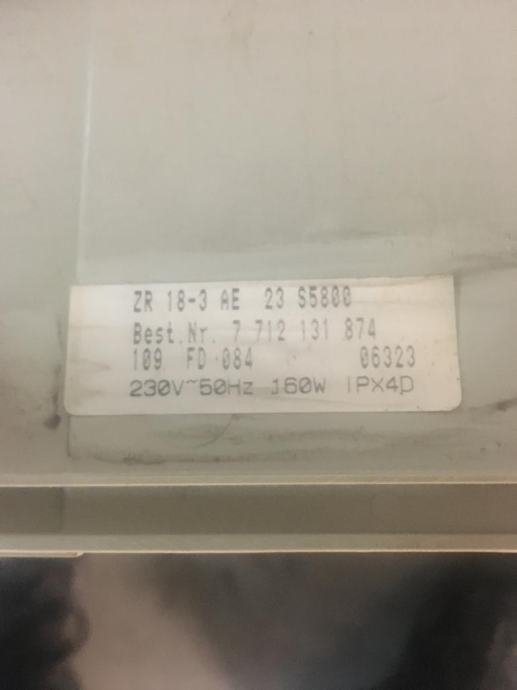 ZR 18-3 AE 23 S5800
Best.Nr. 7 712 131 874
109 FD 084 06323
230V~50Hz 160W IPX4D